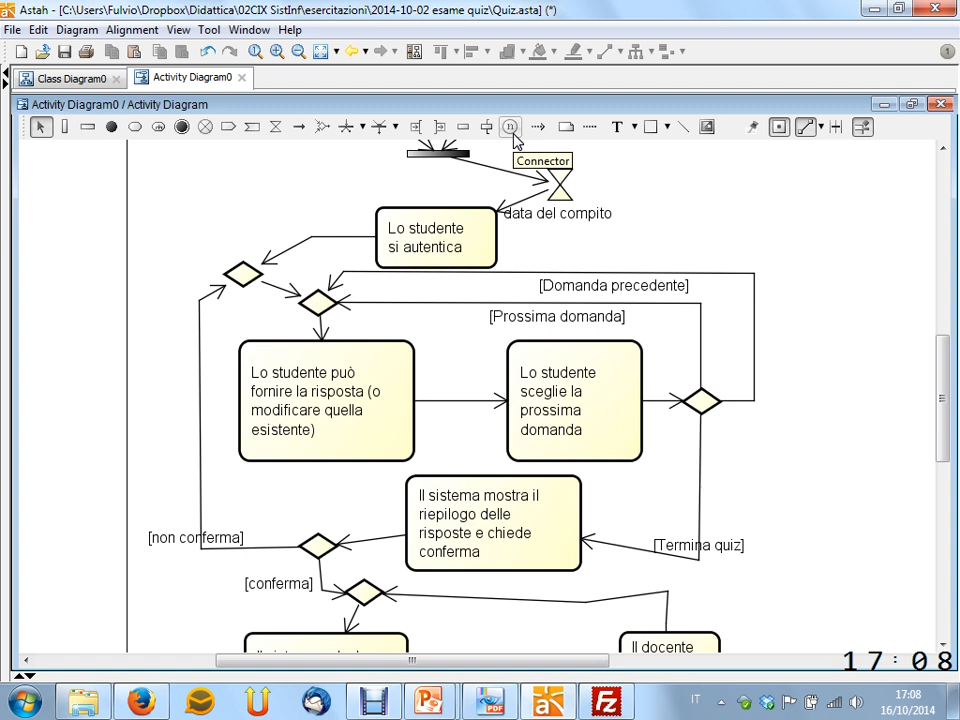 Astah - [C:\Users\Fulvio\Dropbox\Didattica\02CIX SistInf\esercitazioni\2014-10-02 esame quiz\Quiz.asta] (*)
File Edit Diagram Alignment View Tool Window Help
1
Class Diagram0 Activity Diagram0
Activity Diagram0 / Activity Diagram
n T
Connector
data del compito
Lo studente
si autentica
[Domanda precedente]
[Prossima domanda]
Lo studente può
fornire la risposta (o
modificare quella
esistente)
Lo studente
sceglie la
prossima
domanda
Il sistema mostra il
riepilogo delle
risposte e chiede
conferma
[non conferma]
[Termina quiz]
[conferma]
Il docente
17:08
IT
17:08
16/10/2014